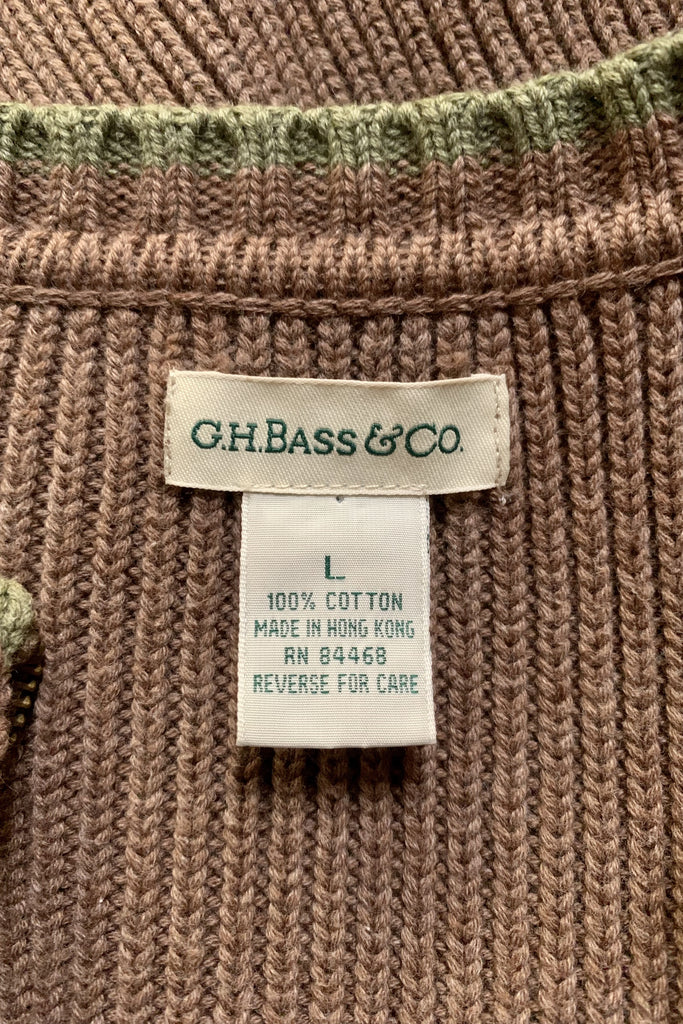 G.H.BASS & CO.
L
100% COTTON
MADE IN HONG KONG
RN 84468
REVERSE FOR CARE